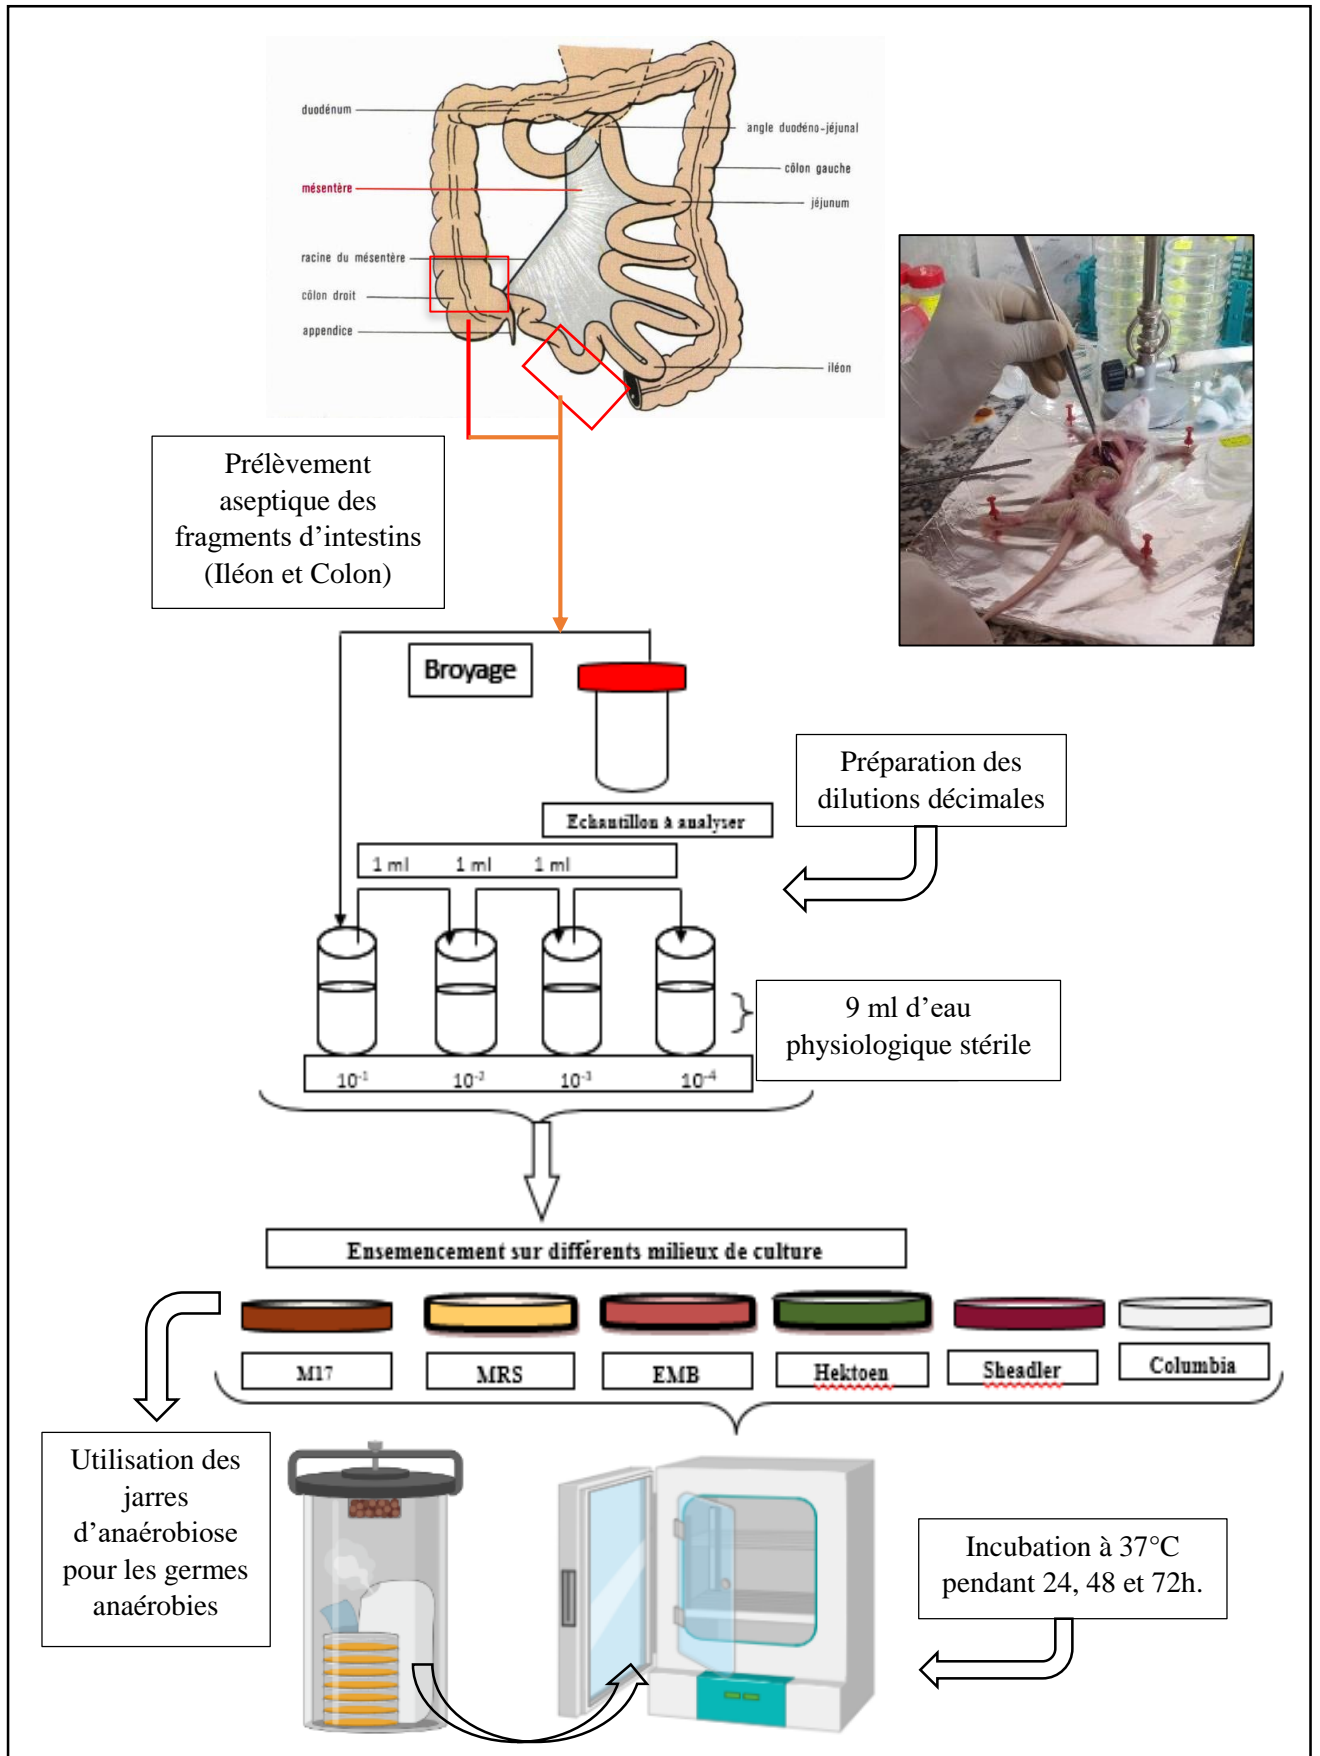 duodénum
mésentère
racine du mésentère
côlon droit
appendice
angle duodéno-jéjunal
côlon gauche
jéjunum
iléon
Prélèvement
aseptique des
fragments d’intestins
(Iléon et Colon)
Broyage
Echantillon à analyser
Préparation des
dilutions décimales
1 ml 1 ml 1 ml
9 ml d’eau
physiologique stérile
10⁻¹ 10⁻² 10⁻³ 10⁻⁴
Ensemencement sur différents milieux de culture
M17 MRS EMB Hektoen Sheadler Columbia
Utilisation des
jarres
d’anaérobiose
pour les germes
anaérobies
Incubation à 37°C
pendant 24, 48 et 72h.